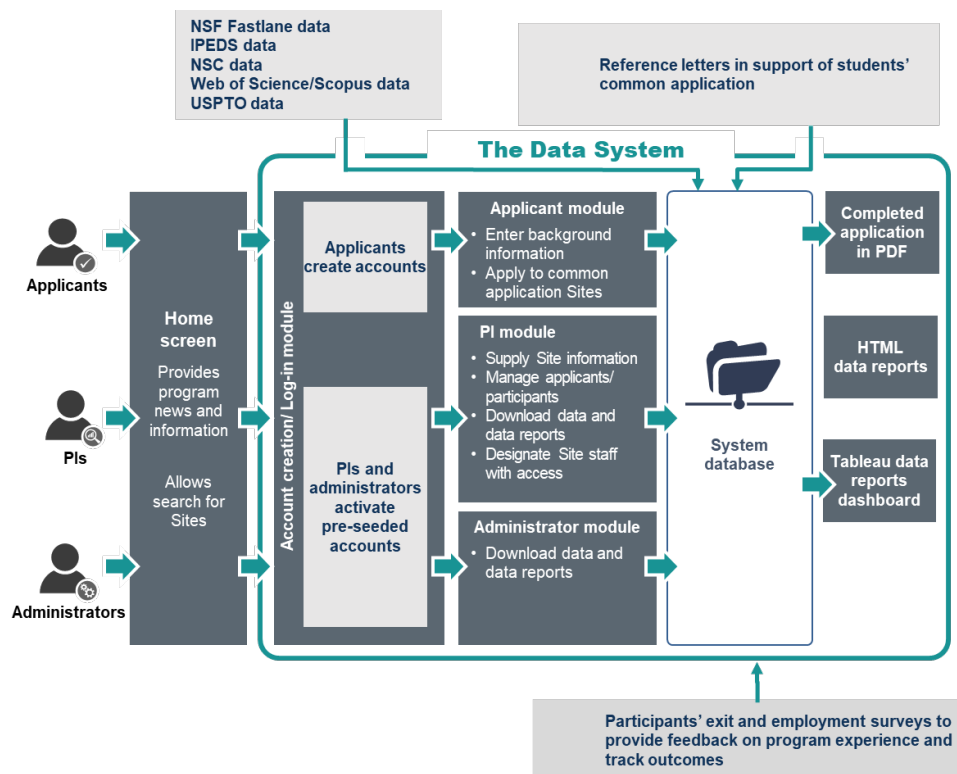 NSF Fastlane data
IPEDS data
NSC data
Web of Science/Scopus data
USPTO data
Reference letters in support of students’
common application
The Data System
Applicants
PIs
Administrators
Home
screen
Provides
program
news and
information
Allows
search for
Sites
Account creation/ Log-in module
Applicants
create accounts
PIs and
administrators
activate
pre-seeded
accounts
Applicant module
• Enter background
information
• Apply to common
application Sites
PI module
• Supply Site information
• Manage applicants/
participants
• Download data and
data reports
• Designate Site staff
with access
Administrator module
• Download data and
data reports
System
database
Completed
application
in PDF
HTML
data reports
Tableau data
reports
dashboard
Participants’ exit and employment surveys to
provide feedback on program experience and
track outcomes